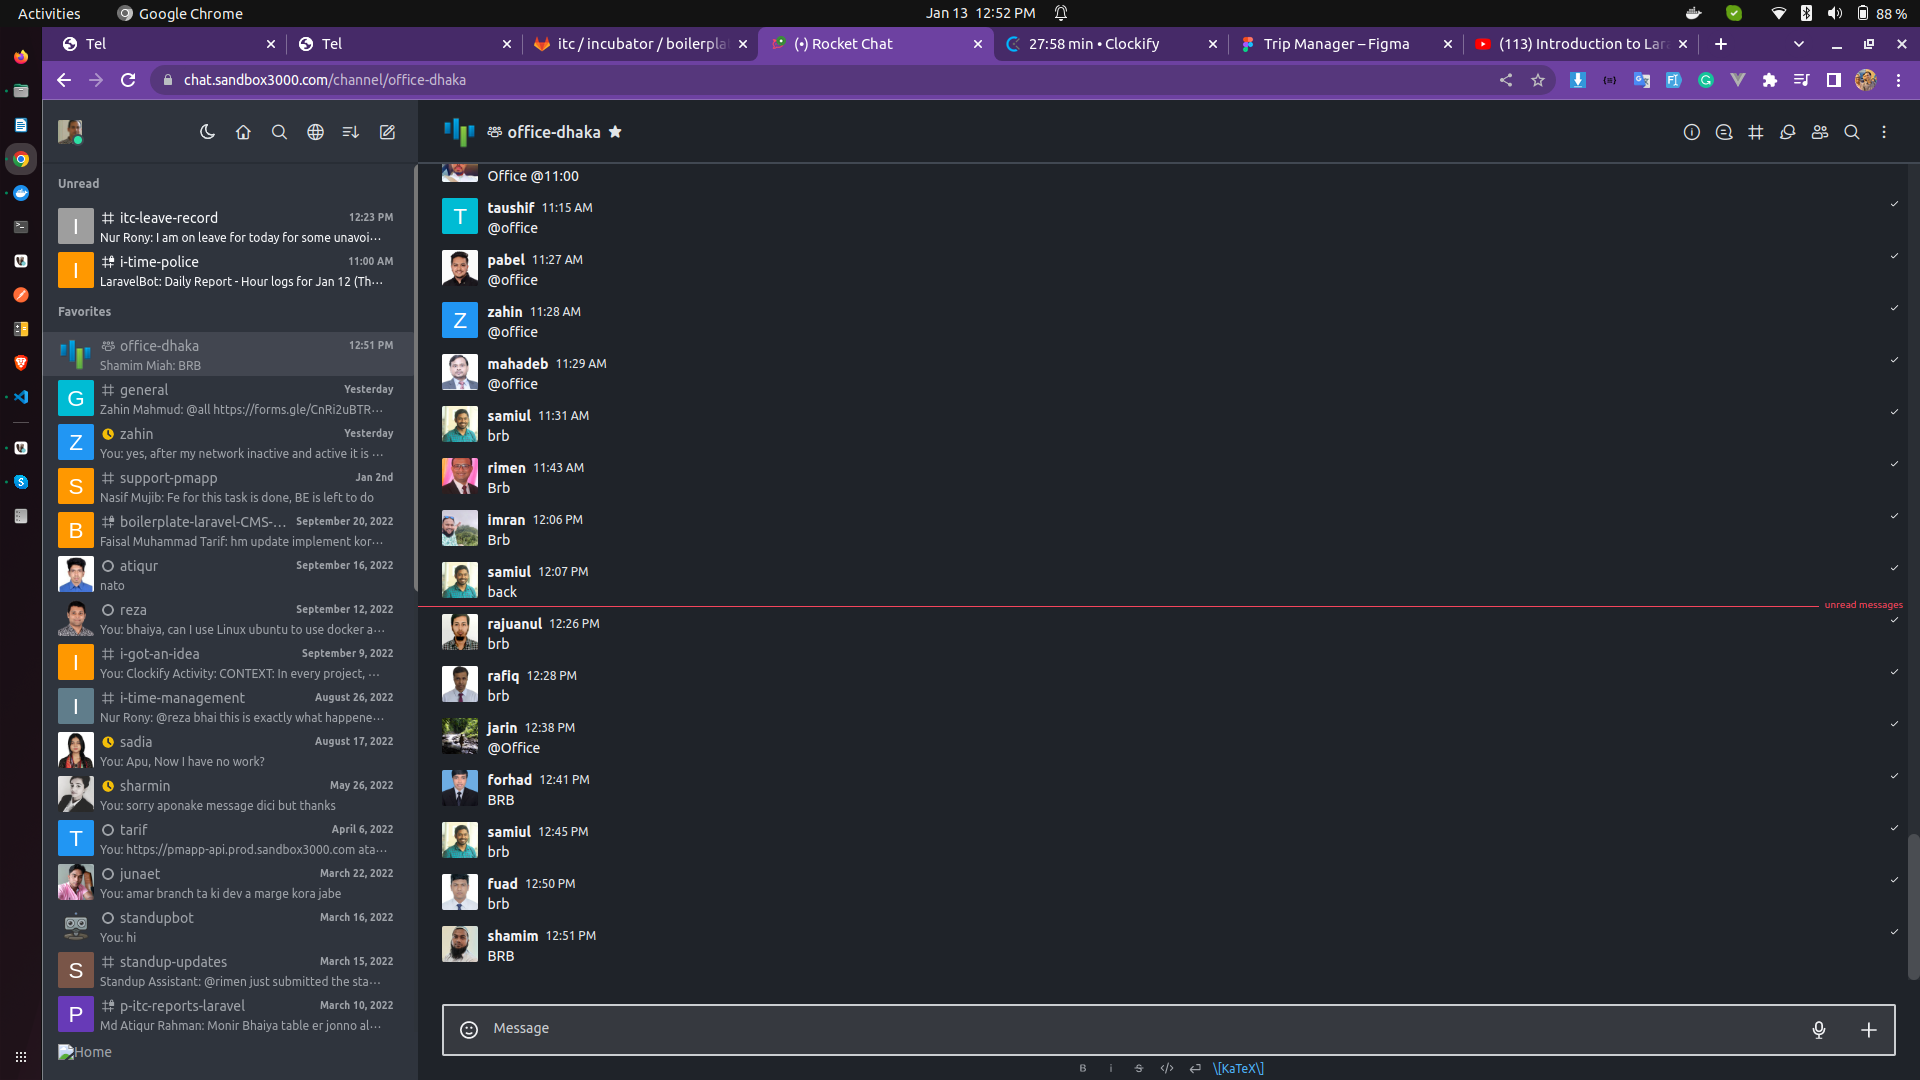 Activities
Google Chrome
Jan 13 12:52 PM
88 %
Tel
Tel
itc / incubator / boilerpla
(•) Rocket Chat
27:58 min • Clockify
Trip Manager – Figma
(113) Introduction to Lar
chat.sandbox3000.com/channel/office-dhaka
office-dhaka
Unread
I
itc-leave-record
12:23 PM
Nur Rony: I am on leave for today for some unavoi···
I
i-time-police
11:00 AM
LaravelBot: Daily Report - Hour logs for Jan 12 (Th···
Favorites
office-dhaka
12:51 PM
Shamim Miah: BRB
G
general
Yesterday
Zahin Mahmud: @all https://forms.gle/CnRi2uBTR···
Z
zahin
Yesterday
You: yes, after my network inactive and active it is ···
S
support-pmapp
Jan 2nd
Nasif Mujib: Fe for this task is done, BE is left to do
B
boilerplate-laravel-CMS-...
September 20, 2022
Faisal Muhammad Tarif: hm update implement kor···
atiqur
September 16, 2022
nato
reza
September 12, 2022
You: bhaiya, can I use Linux ubuntu to use docker a···
I
i-got-an-idea
September 9, 2022
You: Clockify Activity: CONTEXT: In every project, ···
I
i-time-management
August 26, 2022
Nur Rony: @reza bhai this is exactly what happene···
sadia
August 17, 2022
You: Apu, Now I have no work?
sharmin
May 26, 2022
You: sorry aponake message dici but thanks
T
tarif
April 6, 2022
You: https://pmapp-api.prod.sandbox3000.com ata···
junaet
March 22, 2022
You: amar branch ta ki dev a marge kora jabe
standupbot
March 16, 2022
You: hi
S
standup-updates
March 15, 2022
Standup Assistant: @rimen just submitted the sta···
P
p-itc-reports-laravel
March 10, 2022
Md Atiqur Rahman: Monir Bhaiya table er jonno al···
Home
Office @11:00
T
taushif 11:15 AM
@office
pabel 11:27 AM
@office
Z
zahin 11:28 AM
@office
mahadeb 11:29 AM
@office
samiul 11:31 AM
brb
rimen 11:43 AM
Brb
imran 12:06 PM
Brb
samiul 12:07 PM
back
unread messages
rajuanul 12:26 PM
brb
rafiq 12:28 PM
brb
jarin 12:38 PM
@Office
forhad 12:41 PM
BRB
samiul 12:45 PM
brb
fuad 12:50 PM
brb
shamim 12:51 PM
BRB
Message
B i S </> \[KaTeX\]